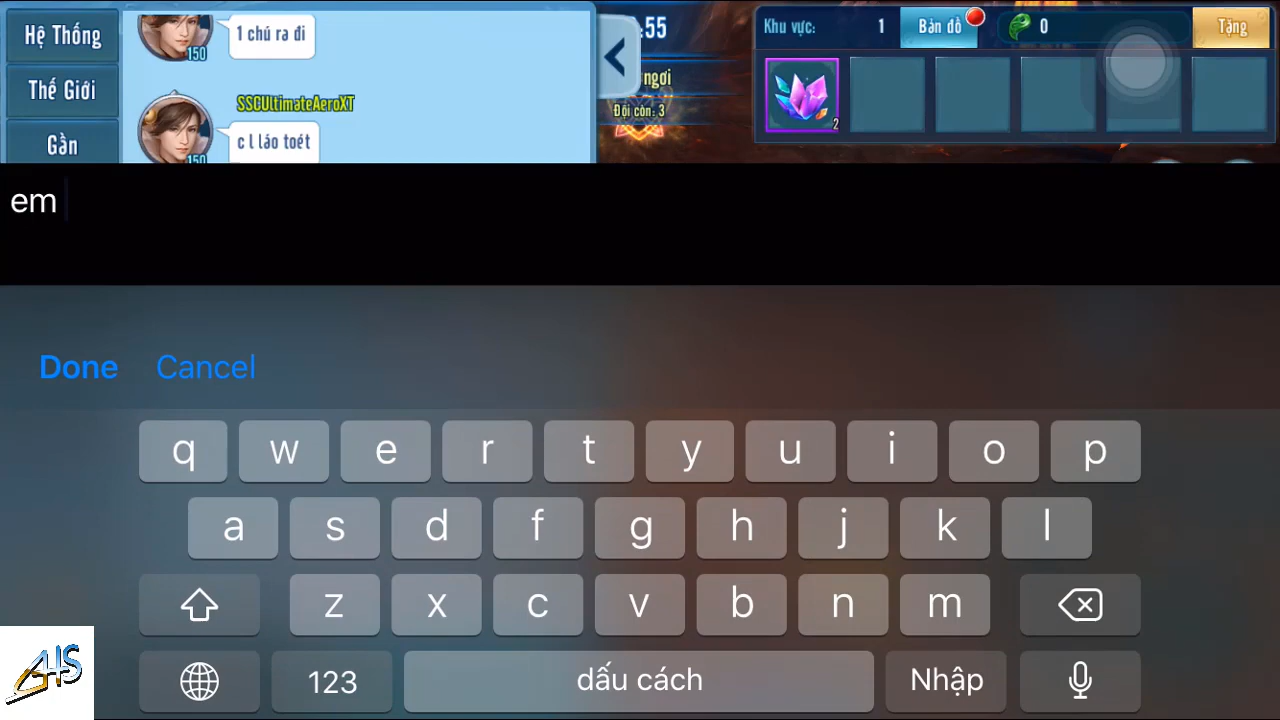 Hệ Thống
Thế Giới
Gần
150
1 chú ra đi
SSCUltimateAeroXT
150
c l láo toét
:55
ngơi
Đội còn: 3
Khu vực: 1
Bản đồ
0
Tặng
2
em
Done Cancel
q w e r t y u i o p
a s d f g h j k l
z x c v b n m
123 dấu cách Nhập
AHS